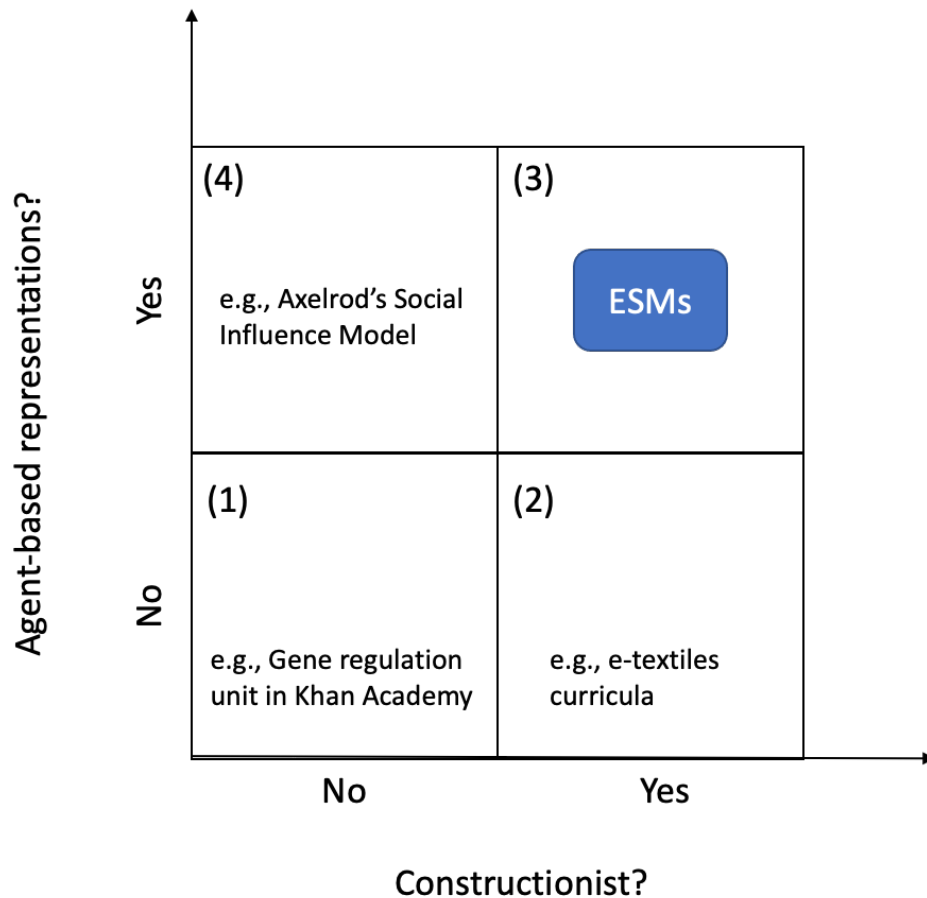 (4)
(3)
e.g., Axelrod’s Social
Influence Model
ESMs
Agent-based representations?
Yes
No
(1)
(2)
e.g., Gene regulation
unit in Khan Academy
e.g., e-textiles
curricula
No
Yes
Constructionist?